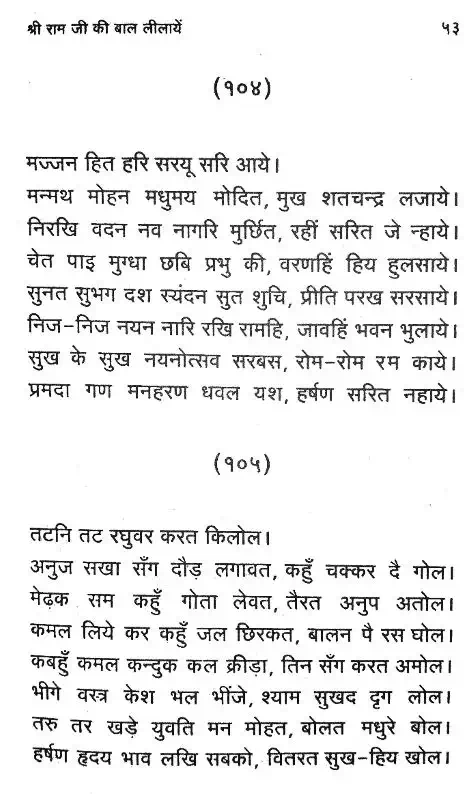 श्री राम जी की बाल लीलायें ५३
(१०४)
मज्जन हित हरि सरयू सरि आये।
मन्मथ मोहन मधुमय मोदित, मुख शतचन्द्र लजाये।
निरखि वदन नव नागरि मुर्छित, रहीं सरित जे न्हाये।
चेत पाइ मुग्धा छबि प्रभु की, वरणहिं हिय हुलसाये।
सुनत सुभग दश स्यंदन सुत शुचि, प्रीति परख सरसाये।
निज-निज नयन नारि रखि रामहि, जावहिं भवन भुलाये।
सुख के सुख नयनोत्सव सरबस, रोम-रोम रम काये।
प्रमदा गण मनहरण धवल यश, हर्षण सरित नहाये।
(१०५)
तटनि तट रघुवर करत किलोल।
अनुज सखा सँग दौड़ लगावत, कहुँ चक्कर दै गोल।
मेढ़क सम कहुँ गोता लेवत, तैरत अनुप अतोल।
कमल लिये कर कहुँ जल छिरकत, बालन पै रस घोल।
कबहुँ कमल कन्दुक कल क्रीड़ा, तिन सँग करत अमोल।
भीगे वस्त्र केश भल भींजे, श्याम सुखद दृग लोल।
तरु तर खड़े युवति मन मोहत, बोलत मधुरे बोल।
हर्षण हृदय भाव लखि सबको, वितरत सुख-हिय खोल।